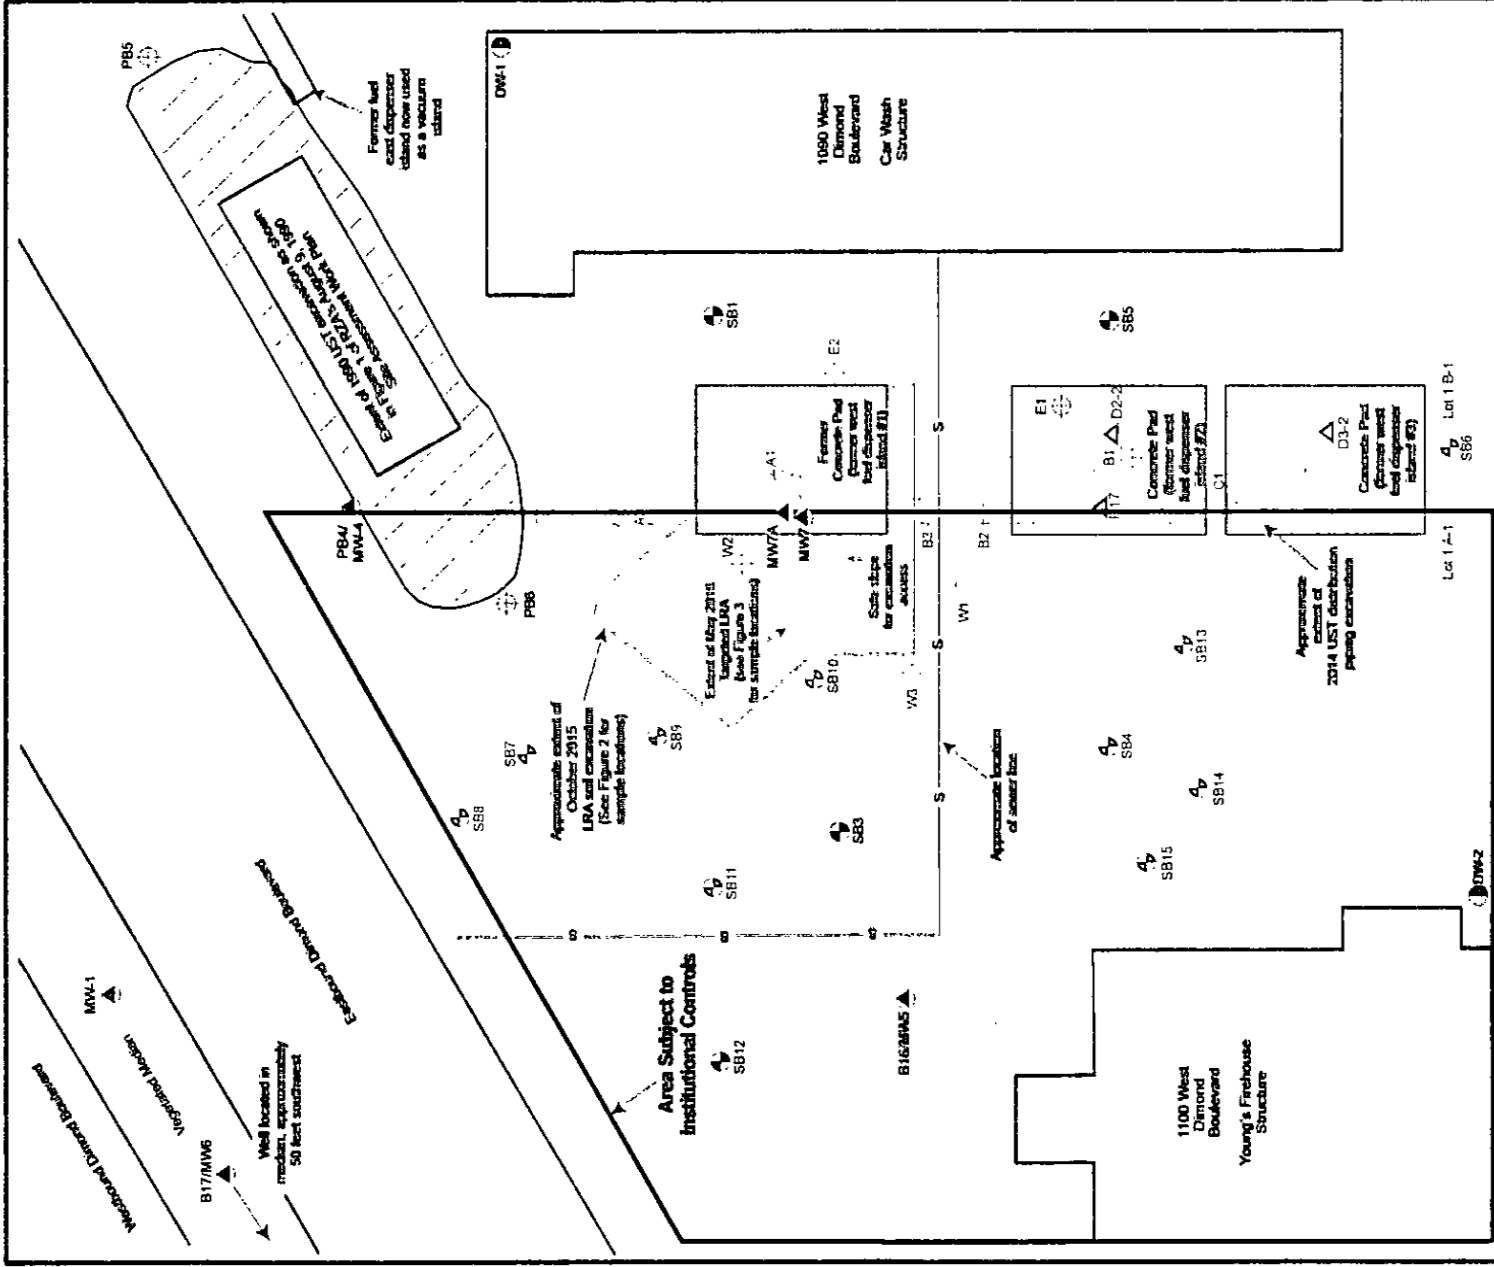 PB5
DW-1
Former fuel
east dispenser
island now used
as a vacuum
island
1090 West
Dimond
Boulevard
Car Wash
Structure
Extent of 1990 UST excavation as shown
in Figure 1 of RZA's August 9, 1990
Site Assessment Work Plan
PB4/
MW-4
PB6
SB1
SB5
E2
A1
Former
Concrete Pad
(former west
fuel dispenser
island #1)
E1
D2-2
B1
Concrete Pad
(former west
fuel dispenser
island #2)
C1
D3-2
Concrete Pad
(former west
fuel dispenser
island #3)
Lot 1 B-1
SB6
Lot 1 A-1
MW7A
MW7
W2
B3
B2
W1
W3
Safe slope
for excavation
access
Extent of May 2016
targeted LRA
(see Figure 3
for sample locations)
SB10
SB13
Approximate
extent of
2014 UST distribution
piping excavation
SB7
SB9
Approximate extent of
October 2015
LRA soil excavation
(See Figure 2 for
sample locations)
SB8
SB11
SB3
S
S
S
Approximate location
of sewer line
SB4
SB14
SB15
DW-2
S
S
S
Eastbound Dimond Boulevard
MW-1
Vegetated Median
Westbound Dimond Boulevard
B17/MW6
Well located in
median, approximately
50 feet southwest
Area Subject to
Institutional Controls
SB12
B16/MW5
1100 West
Dimond
Boulevard
Young's Firehouse
Structure